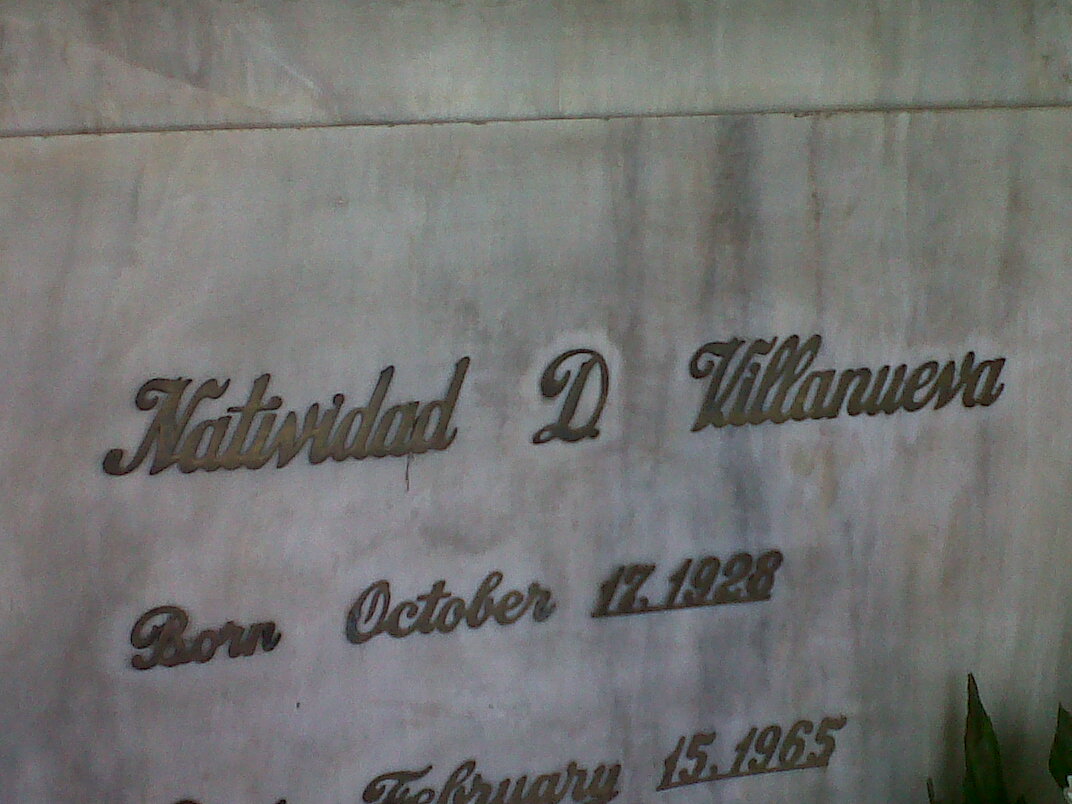 Natividad D. Villanueva
Born October 17, 1928
February 15, 1965